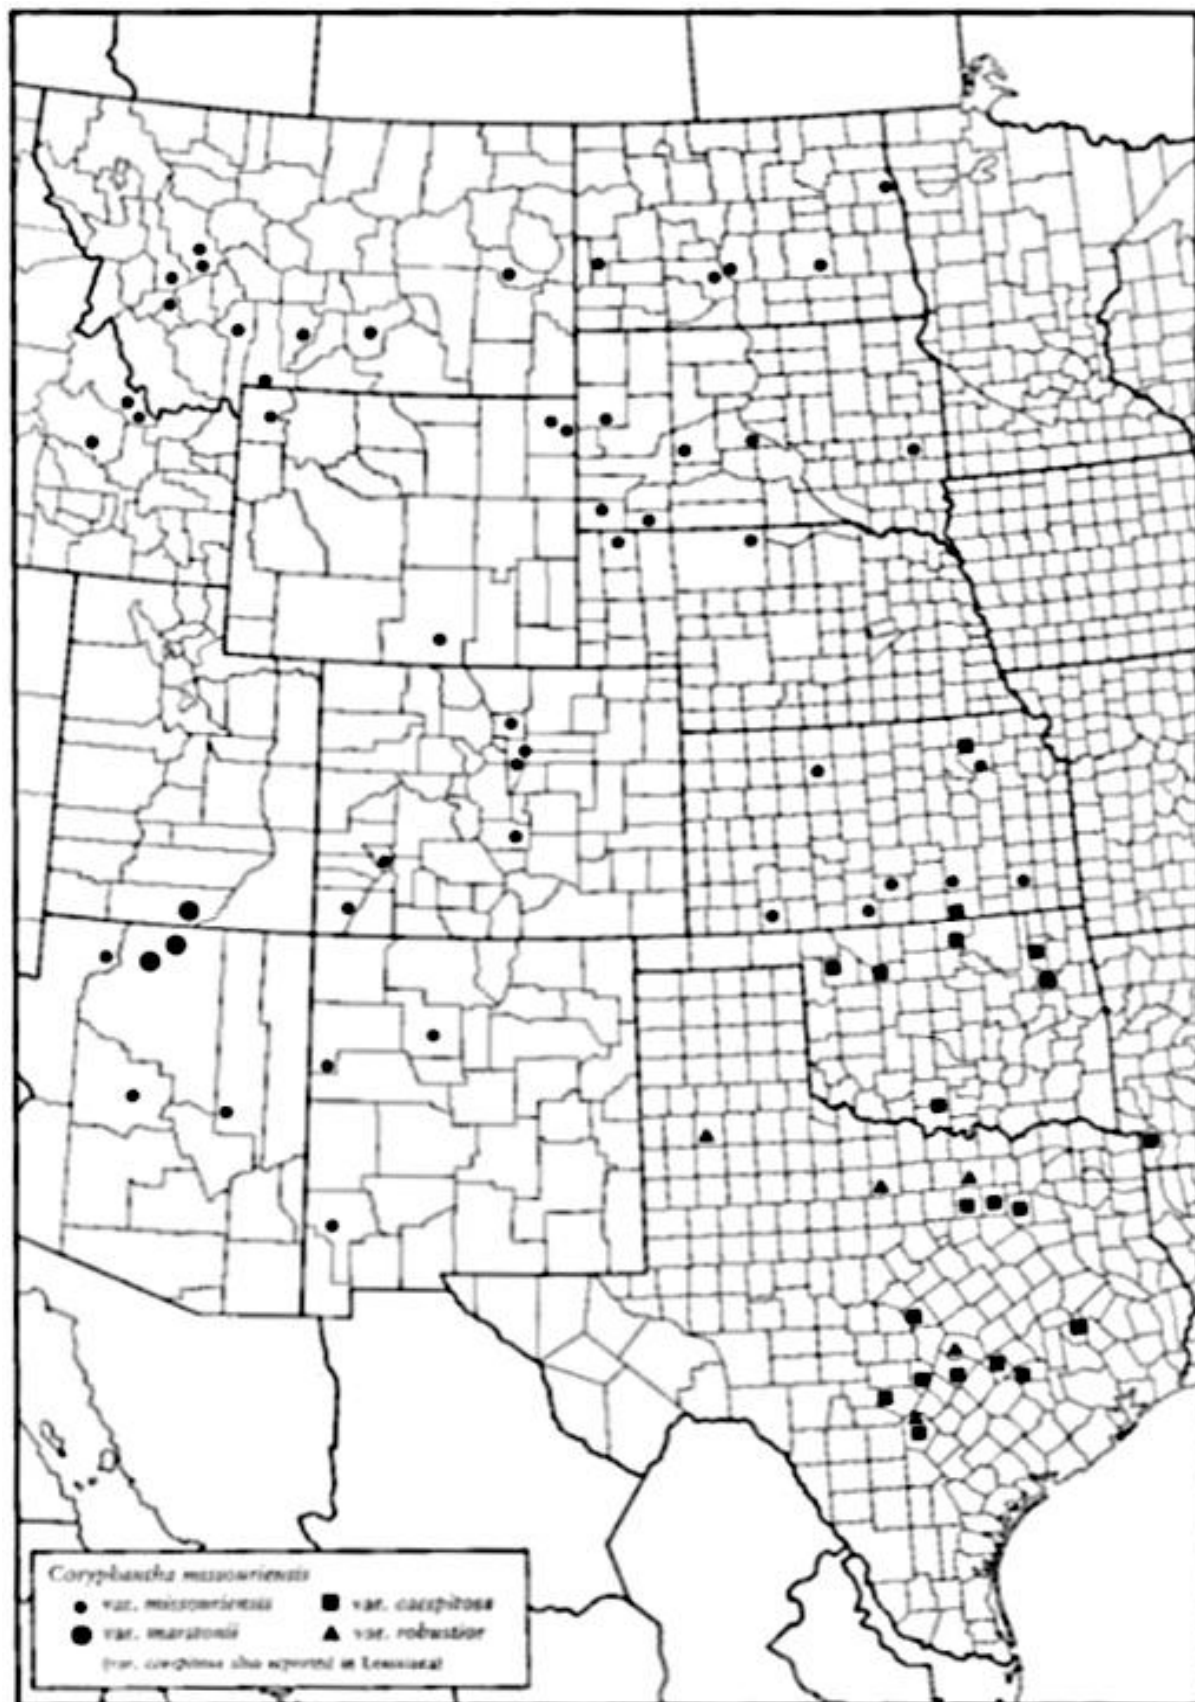 Coryphantha missouriensis
var. missouriensis
var. marstonii
var. caespitosa
var. robustior
(var. caespitosa also reported in Louisiana)